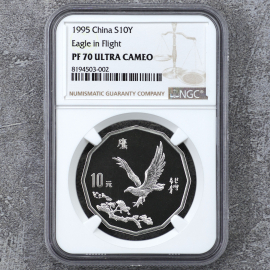 1995 China S10Y
Eagle in Flight
PF 70 ULTRA CAMEO
8194503-002
NUMISMATIC GUARANTY COMPANY
NGC
鷹
10元